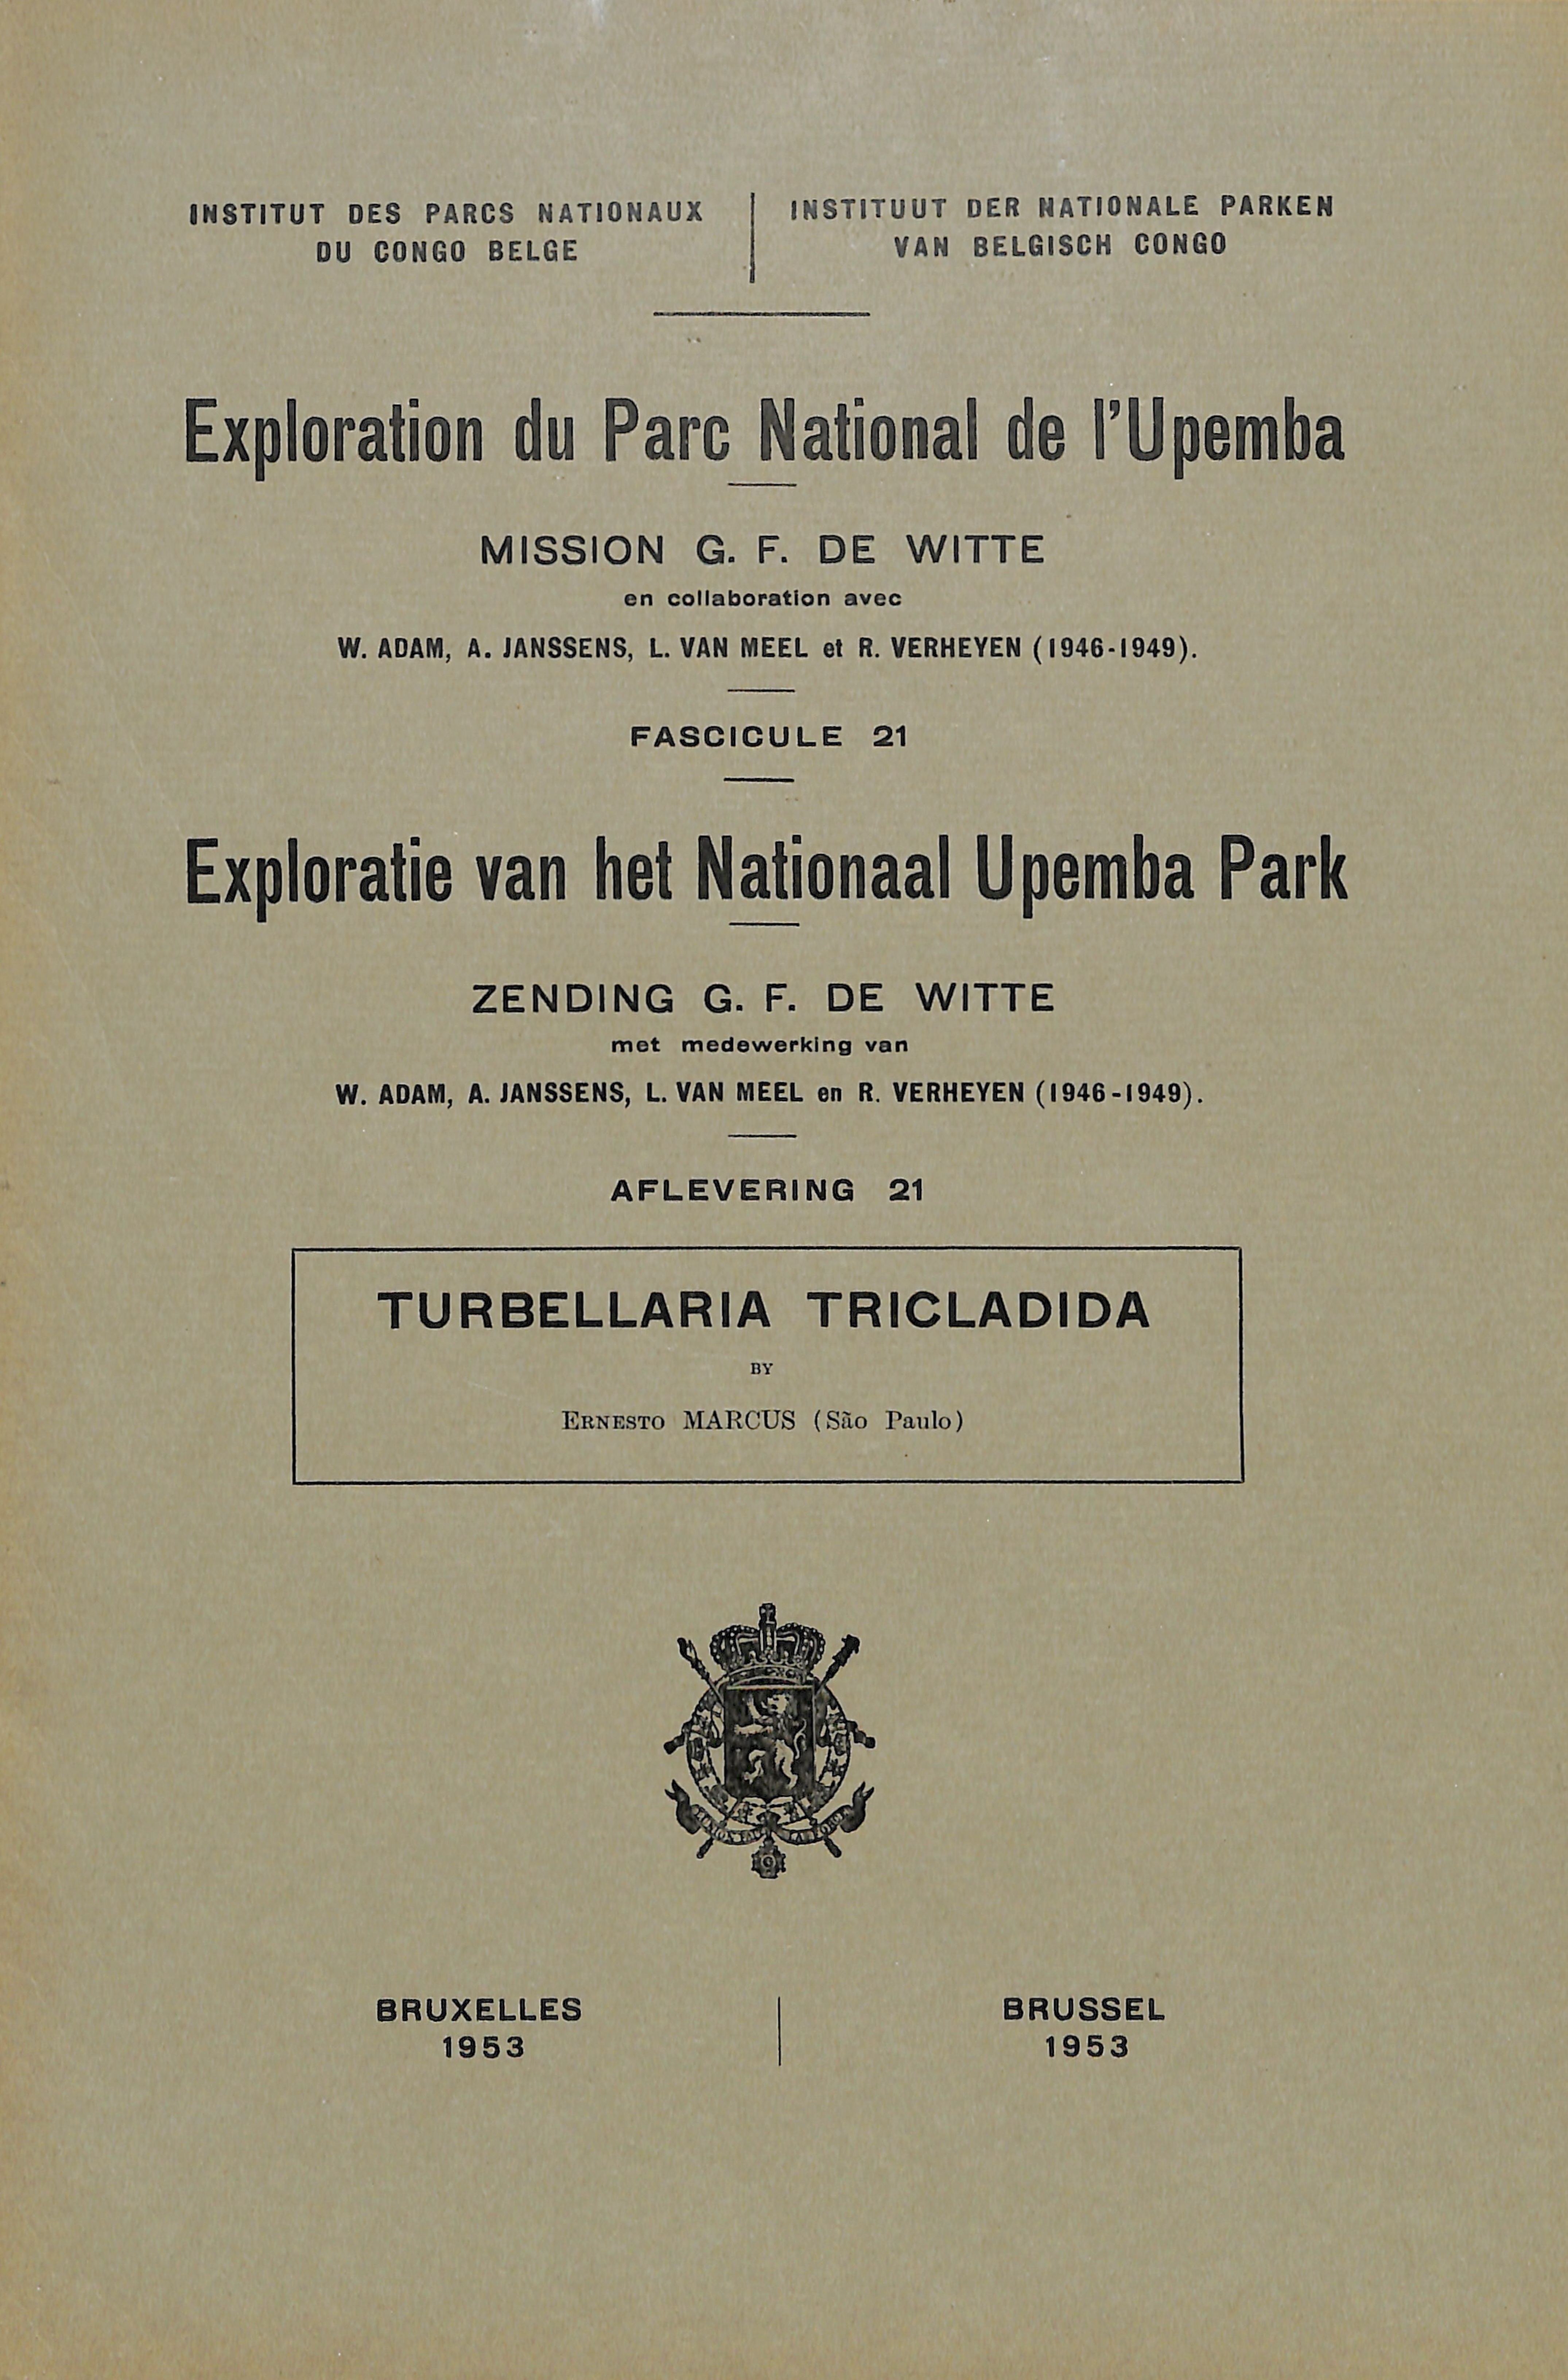 INSTITUT DES PARCS NATIONAUX
DU CONGO BELGE
INSTITUUT DER NATIONALE PARKEN
VAN BELGISCH CONGO
Exploration du Parc National de l'Upemba
MISSION G. F. DE WITTE
en collaboration avec
W. ADAM, A. JANSSENS, L. VAN MEEL et R. VERHEYEN (1946-1949).
FASCICULE 21
Exploratie van het Nationaal Upemba Park
ZENDING G. F. DE WITTE
met medewerking van
W. ADAM, A. JANSSENS, L. VAN MEEL en R. VERHEYEN (1946-1949).
AFLEVERING 21
TURBELLARIA TRICLADIDA
BY
ERNESTO MARCUS (São Paulo)
BRUXELLES
1953
BRUSSEL
1953